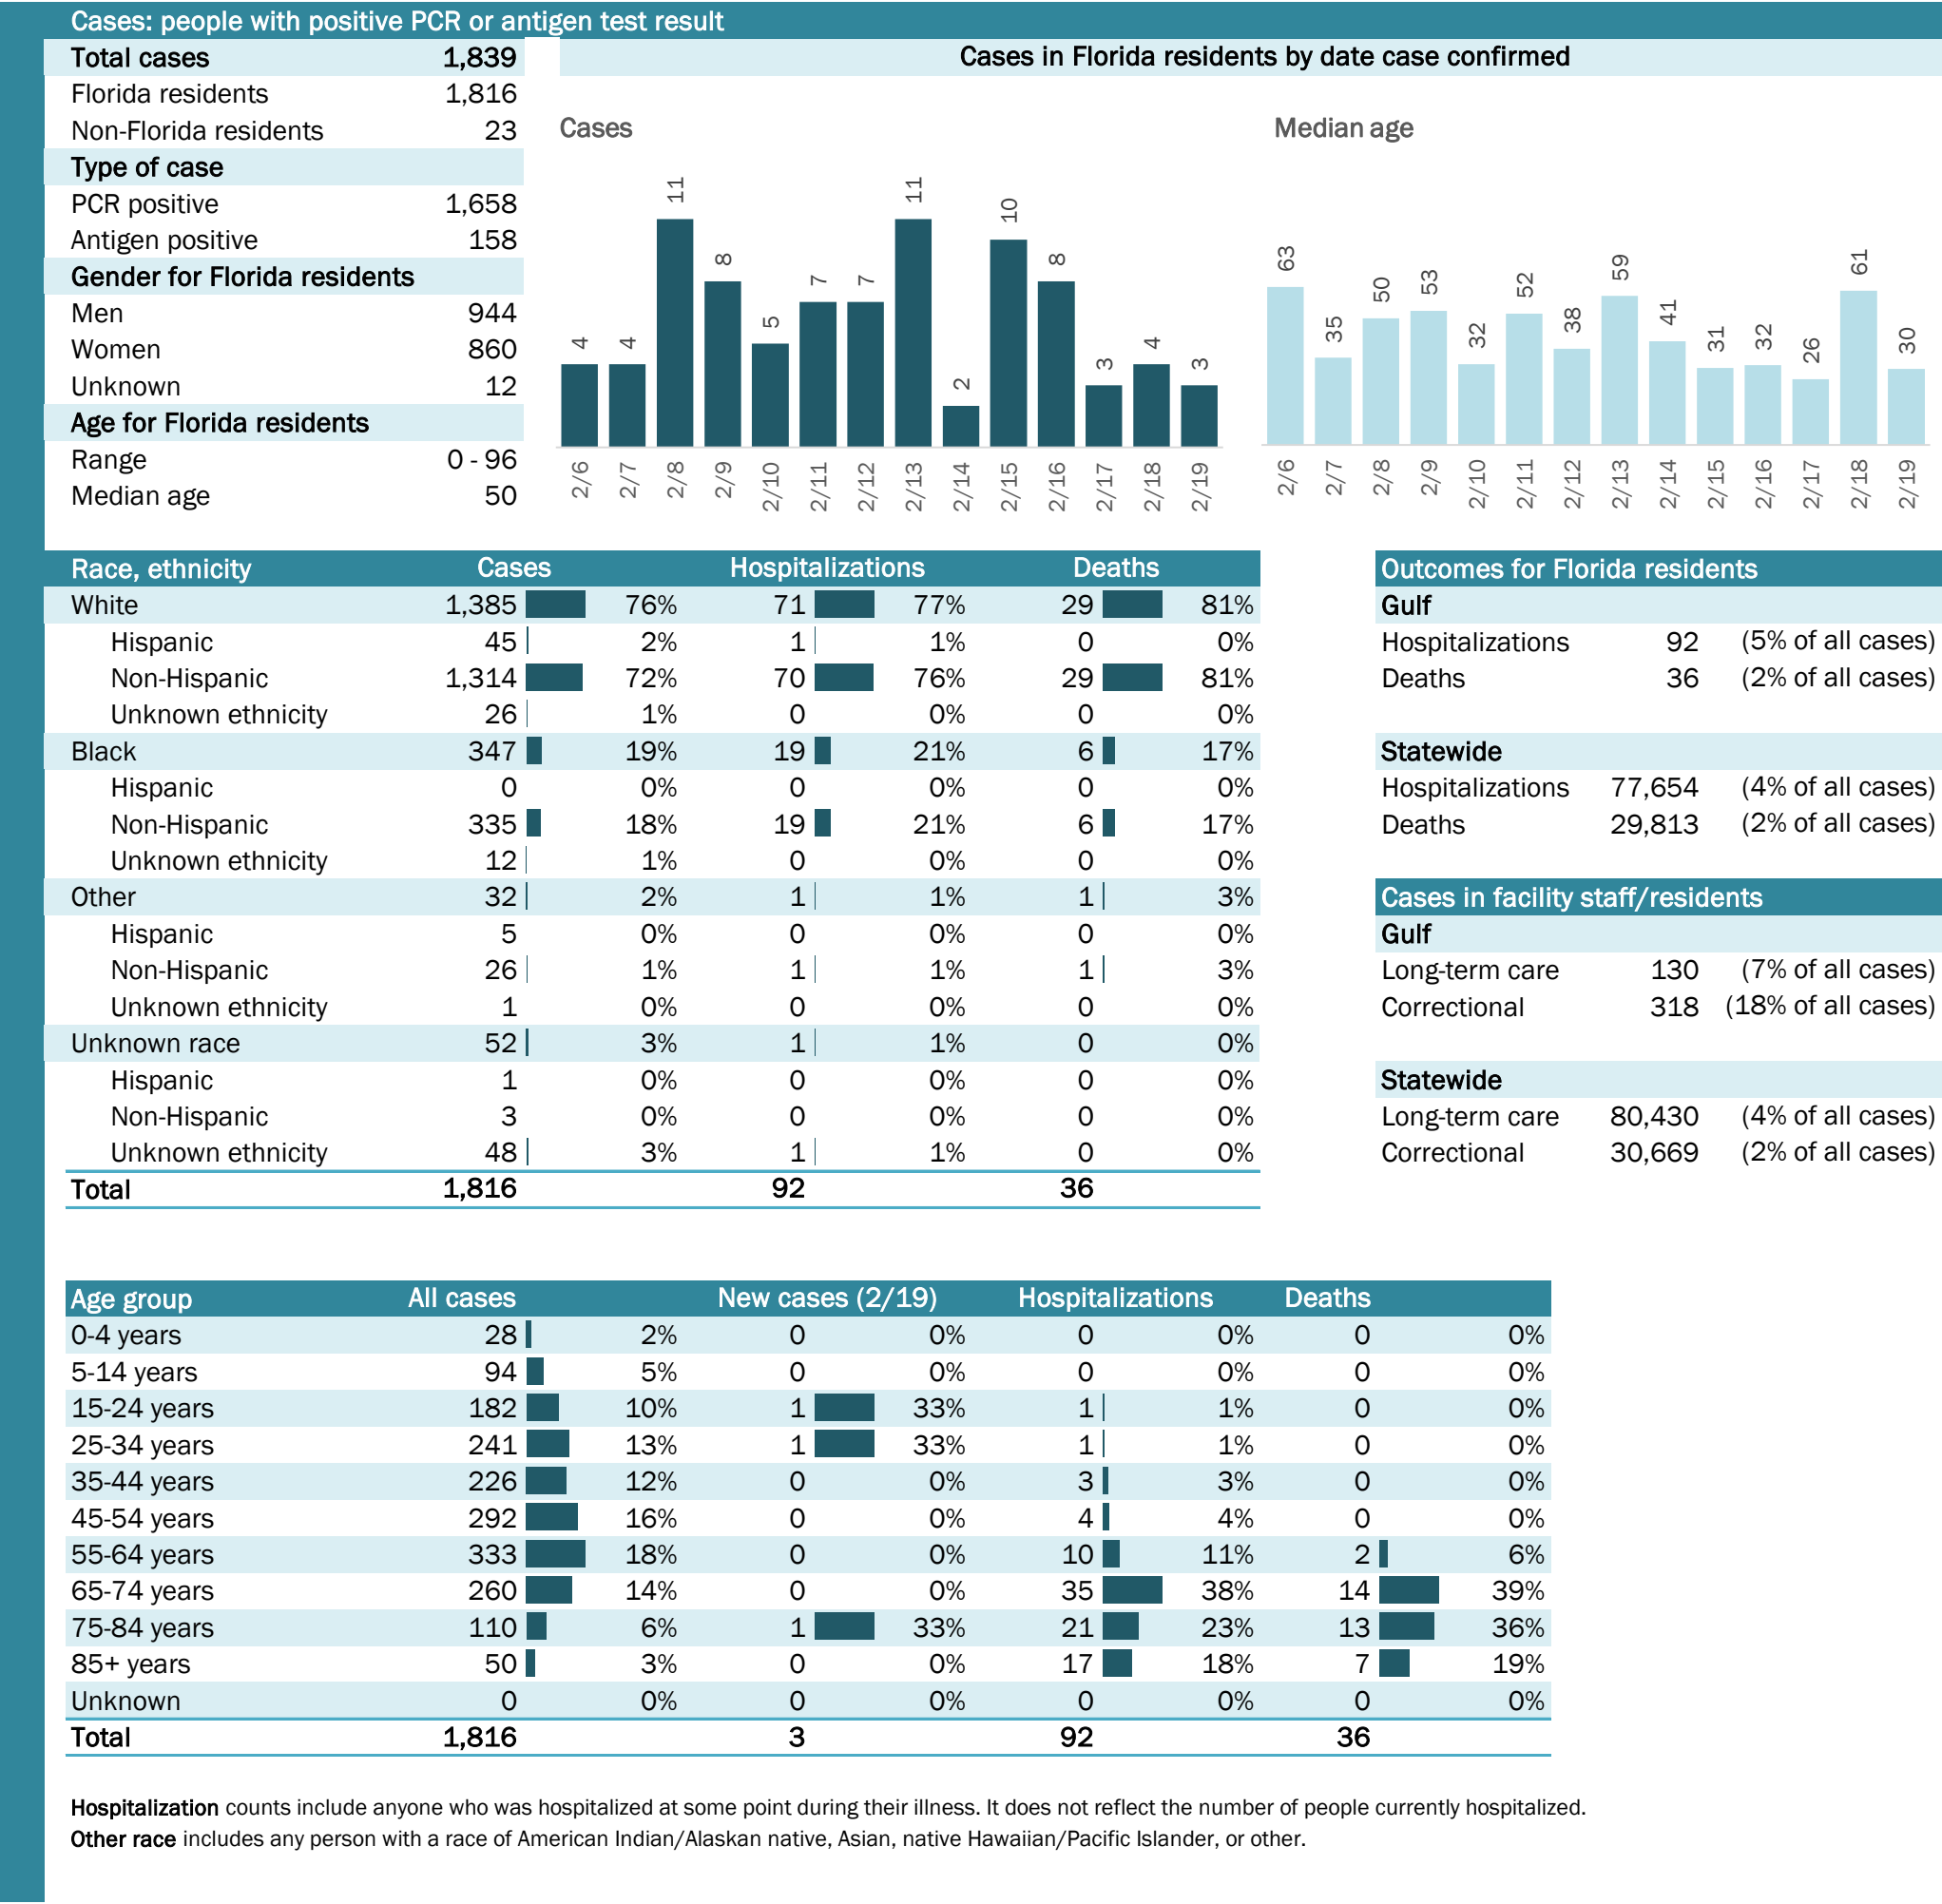 Cases: people with positive PCR or antigen test result
Total cases 1,839
Florida residents 1,816
Non-Florida residents 23
Type of case
PCR positive 1,658
Antigen positive 158
Gender for Florida residents
Men 944
Women 860
Unknown 12
Age for Florida residents
Range 0 - 96
Median age 50
Cases in Florida residents by date case confirmed
Cases
4 4 11 8 5 7 7 11 2 10 8 3 4 3
2/6 2/7 2/8 2/9 2/10 2/11 2/12 2/13 2/14 2/15 2/16 2/17 2/18 2/19
Median age
63 35 50 53 32 52 38 59 41 31 32 26 61 30
2/6 2/7 2/8 2/9 2/10 2/11 2/12 2/13 2/14 2/15 2/16 2/17 2/18 2/19
Race, ethnicity Cases Hospitalizations Deaths
White 1,385 76% 71 77% 29 81%
Hispanic 45 2% 1 1% 0 0%
Non-Hispanic 1,314 72% 70 76% 29 81%
Unknown ethnicity 26 1% 0 0% 0 0%
Black 347 19% 19 21% 6 17%
Hispanic 0 0% 0 0% 0 0%
Non-Hispanic 335 18% 19 21% 6 17%
Unknown ethnicity 12 1% 0 0% 0 0%
Other 32 2% 1 1% 1 3%
Hispanic 5 0% 0 0% 0 0%
Non-Hispanic 26 1% 1 1% 1 3%
Unknown ethnicity 1 0% 0 0% 0 0%
Unknown race 52 3% 1 1% 0 0%
Hispanic 1 0% 0 0% 0 0%
Non-Hispanic 3 0% 0 0% 0 0%
Unknown ethnicity 48 3% 1 1% 0 0%
Total 1,816 92 36
Outcomes for Florida residents
Gulf
Hospitalizations 92 (5% of all cases)
Deaths 36 (2% of all cases)
Statewide
Hospitalizations 77,654 (4% of all cases)
Deaths 29,813 (2% of all cases)
Cases in facility staff/residents
Gulf
Long-term care 130 (7% of all cases)
Correctional 318 (18% of all cases)
Statewide
Long-term care 80,430 (4% of all cases)
Correctional 30,669 (2% of all cases)
Age group All cases New cases (2/19) Hospitalizations Deaths
0-4 years 28 2% 0 0% 0 0% 0 0%
5-14 years 94 5% 0 0% 0 0% 0 0%
15-24 years 182 10% 1 33% 1 1% 0 0%
25-34 years 241 13% 1 33% 1 1% 0 0%
35-44 years 226 12% 0 0% 3 3% 0 0%
45-54 years 292 16% 0 0% 4 4% 0 0%
55-64 years 333 18% 0 0% 10 11% 2 6%
65-74 years 260 14% 0 0% 35 38% 14 39%
75-84 years 110 6% 1 33% 21 23% 13 36%
85+ years 50 3% 0 0% 17 18% 7 19%
Unknown 0 0% 0 0% 0 0% 0 0%
Total 1,816 3 92 36
Hospitalization counts include anyone who was hospitalized at some point during their illness. It does not reflect the number of people currently hospitalized.
Other race includes any person with a race of American Indian/Alaskan native, Asian, native Hawaiian/Pacific Islander, or other.